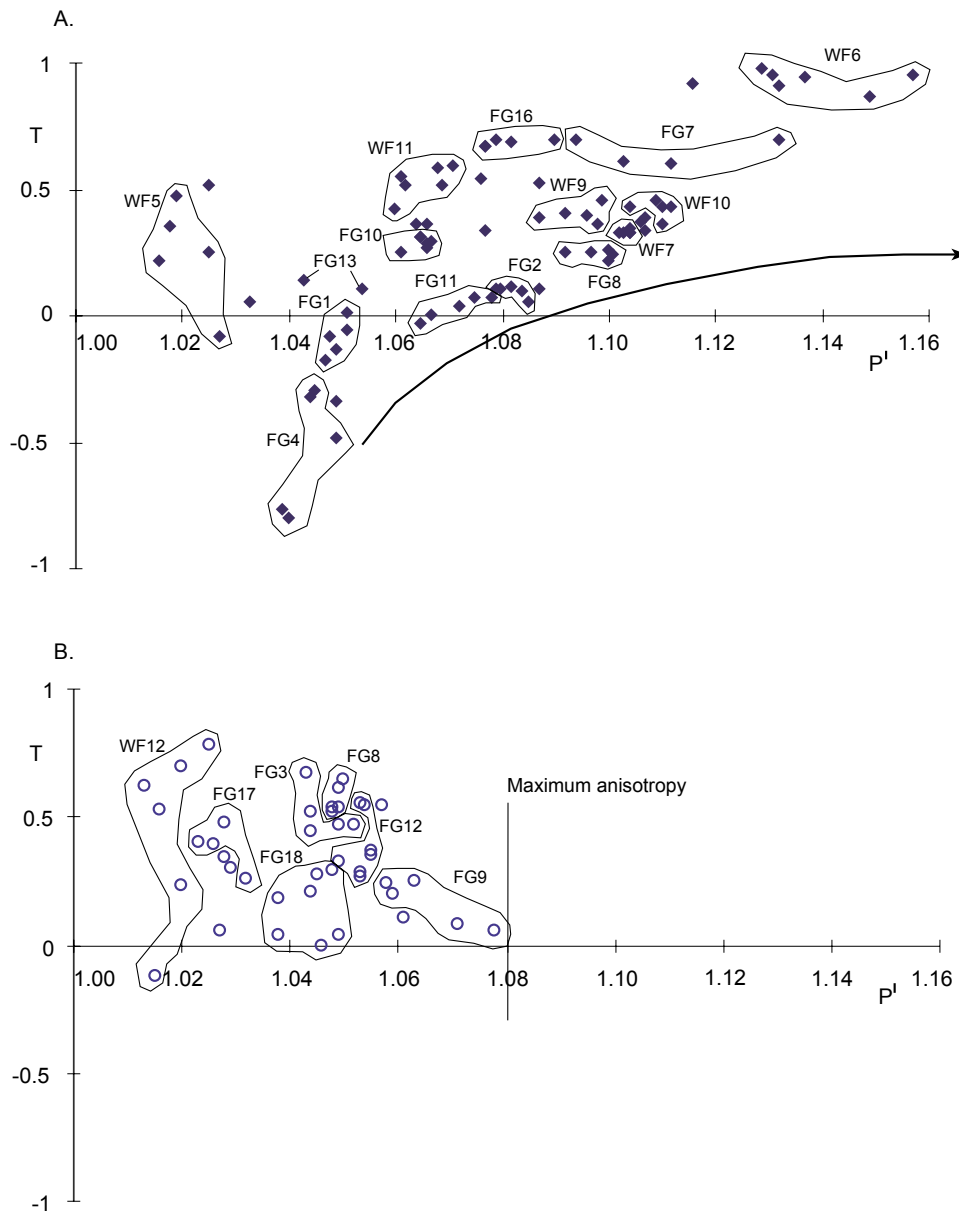 A.
1
WF6
T
FG16
FG7
WF11
0.5
WF9
WF5
WF10
FG10
WF7
FG13
FG2
FG8
FG11
FG1
0
1.00 1.02 1.04 1.06 1.08 1.10 1.12 1.14 1.16
P'
FG4
-0.5
-1
B.
1
T
WF12
FG8
FG3
Maximum anisotropy
FG17
0.5
FG12
FG18
FG9
0
1.00 1.02 1.04 1.06 1.08 1.10 1.12 1.14 1.16
P'
-0.5
-1